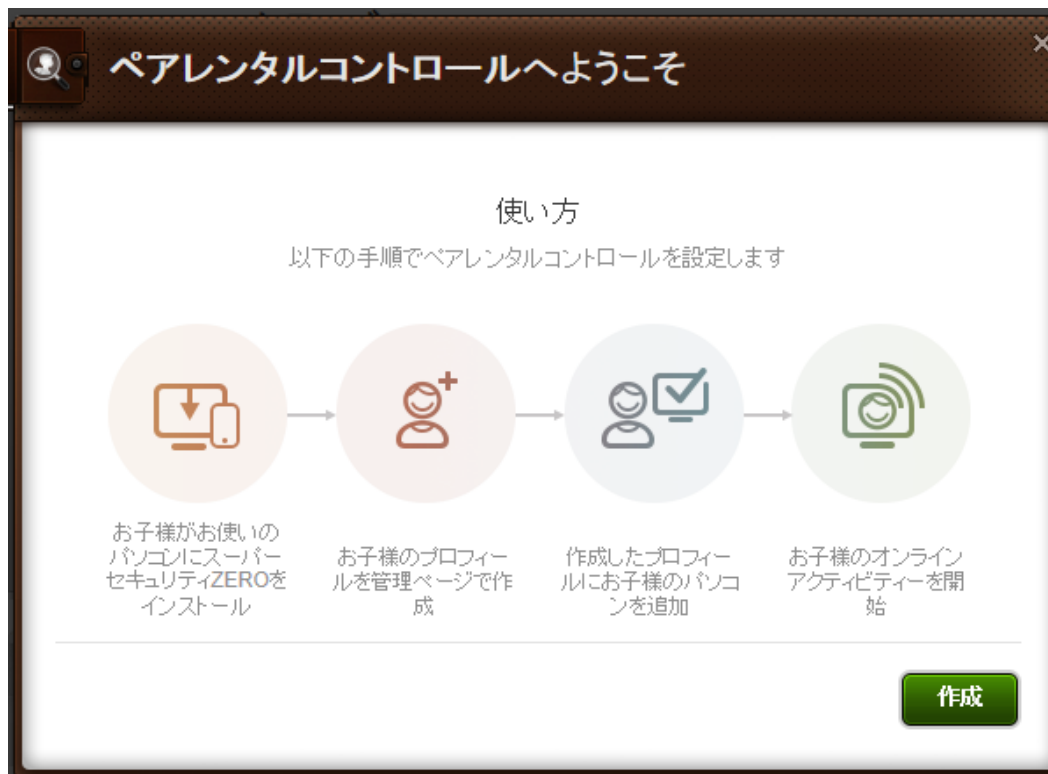 ペアレンタルコントロールへようこそ
使い方
以下の手順でペアレンタルコントロールを設定します
お子様がお使いの
パソコンにスーパー
セキュリティZEROを
インストール
お子様のプロフィー
ルを管理ページで作
成
作成したプロフィー
ルにお子様のパソコ
ンを追加
お子様のオンライン
アクティビティーを開
始
作成